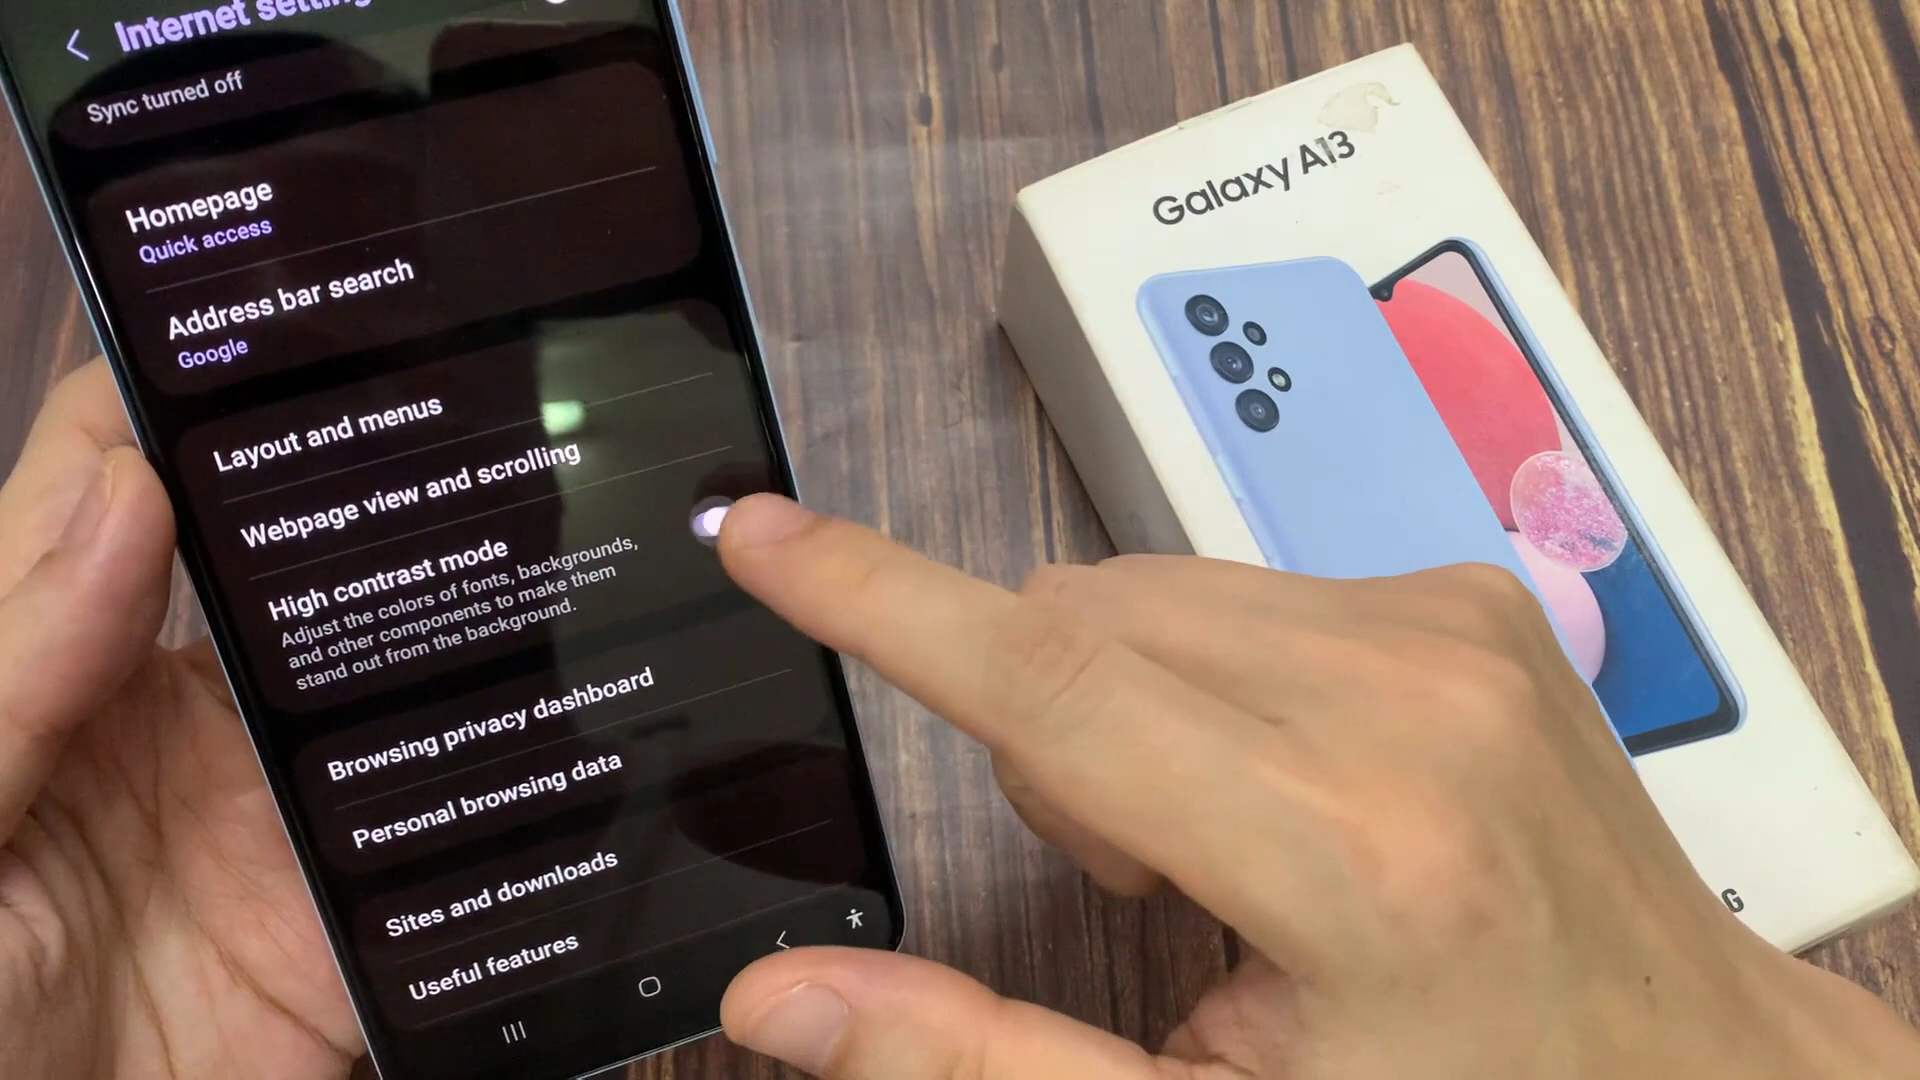 Internet settings
Sync turned off
Homepage
Quick access
Address bar search
Google
Layout and menus
Webpage view and scrolling
High contrast mode
Adjust the colors of fonts, backgrounds,
and other components to make them
stand out from the background.
Browsing privacy dashboard
Personal browsing data
Sites and downloads
Useful features
Galaxy A13
G